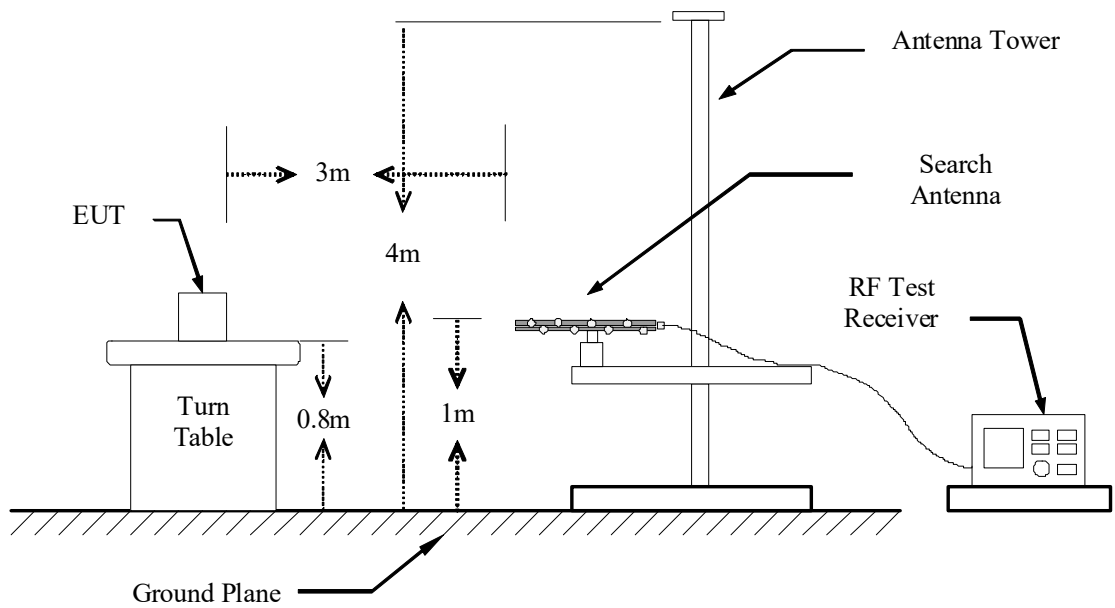 Antenna Tower
3m
Search
Antenna
EUT
4m
RF Test
Receiver
Turn
Table
0.8m
1m
Ground Plane